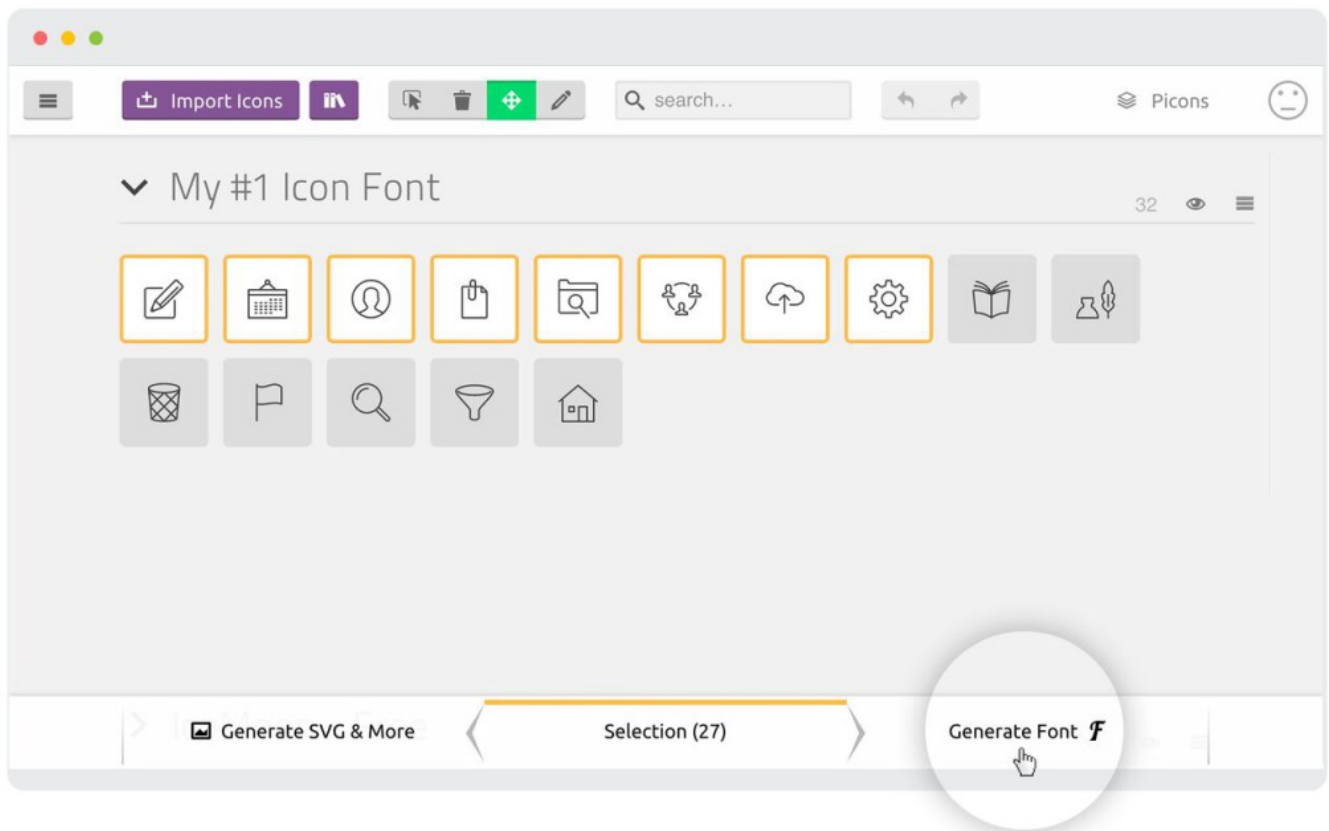 Import Icons
search...
Picons
My #1 Icon Font
32
Generate SVG & More
Selection (27)
Generate Font F